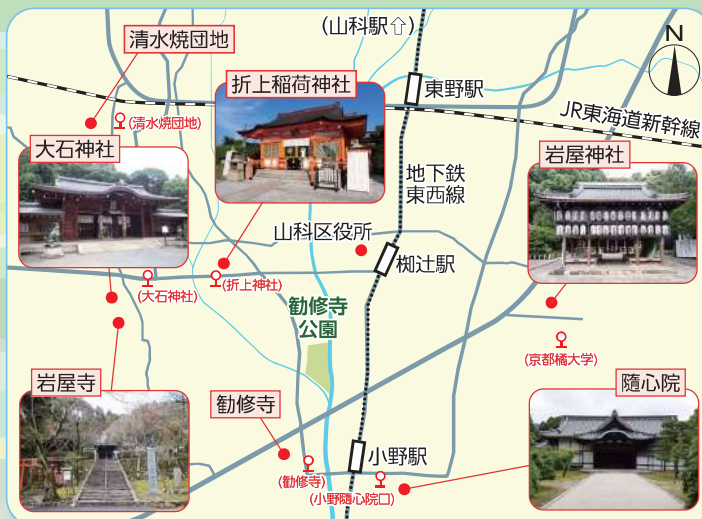 (山科駅⇧)
N
清水焼団地
折上稲荷神社
東野駅
(清水焼団地)
JR東海道新幹線
大石神社
岩屋神社
地下鉄
東西線
山科区役所
椥辻駅
(大石神社)
(折上神社)
勧修寺
公園
(京都橘大学)
岩屋寺
勧修寺
隨心院
小野駅
(勧修寺)
(小野隨心院口)